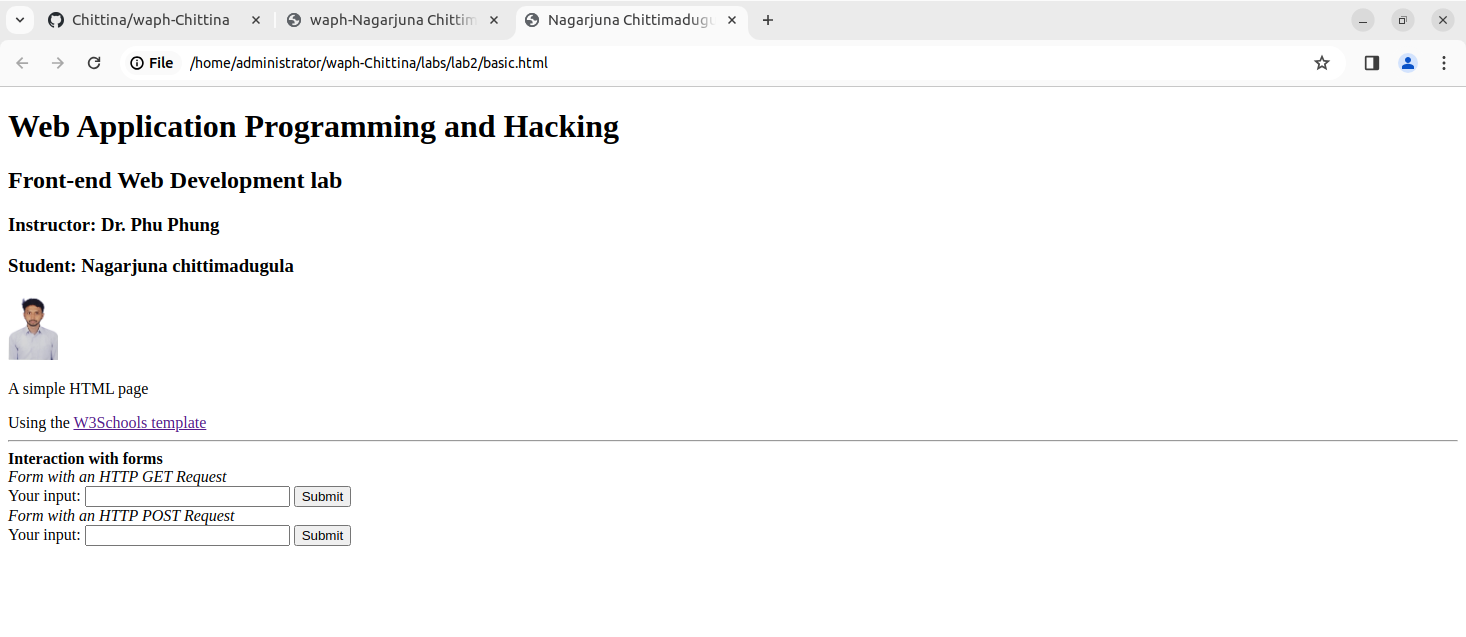 Chittina/waph-Chittina
waph-Nagarjuna Chittim
Nagarjuna Chittimadugu
File
/home/administrator/waph-Chittina/labs/lab2/basic.html
Web Application Programming and Hacking
Front-end Web Development lab
Instructor: Dr. Phu Phung
Student: Nagarjuna chittimadugula
A simple HTML page
Using the W3Schools template
Interaction with forms
Form with an HTTP GET Request
Your input: Submit
Form with an HTTP POST Request
Your input: Submit